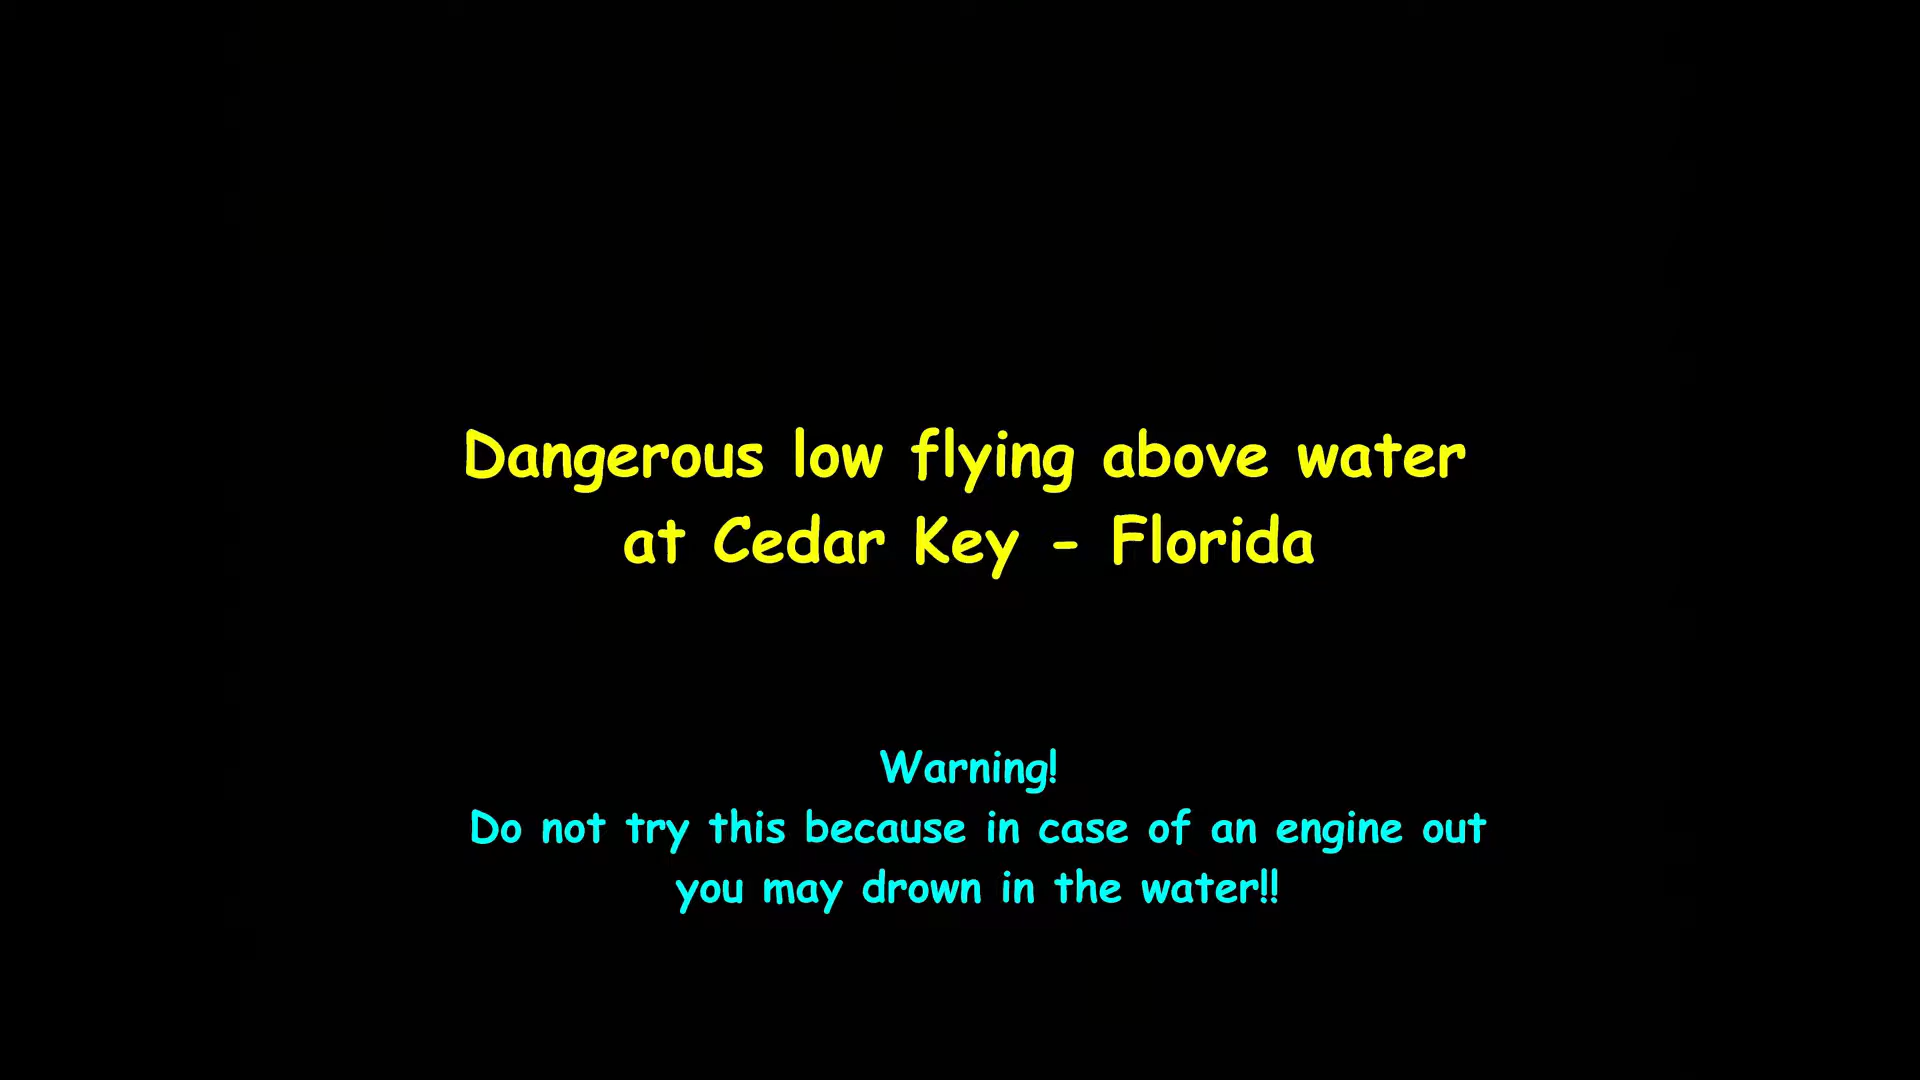 Dangerous low flying above water
at Cedar Key - Florida
Warning!
Do not try this because in case of an engine out
you may drown in the water!!